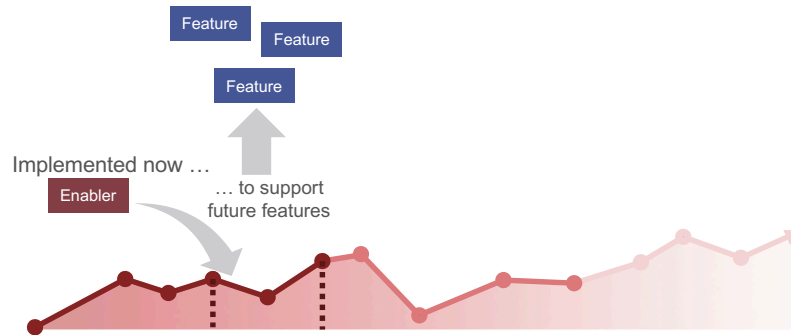 Feature
Feature
Feature
Implemented now …
Enabler
… to support
future features